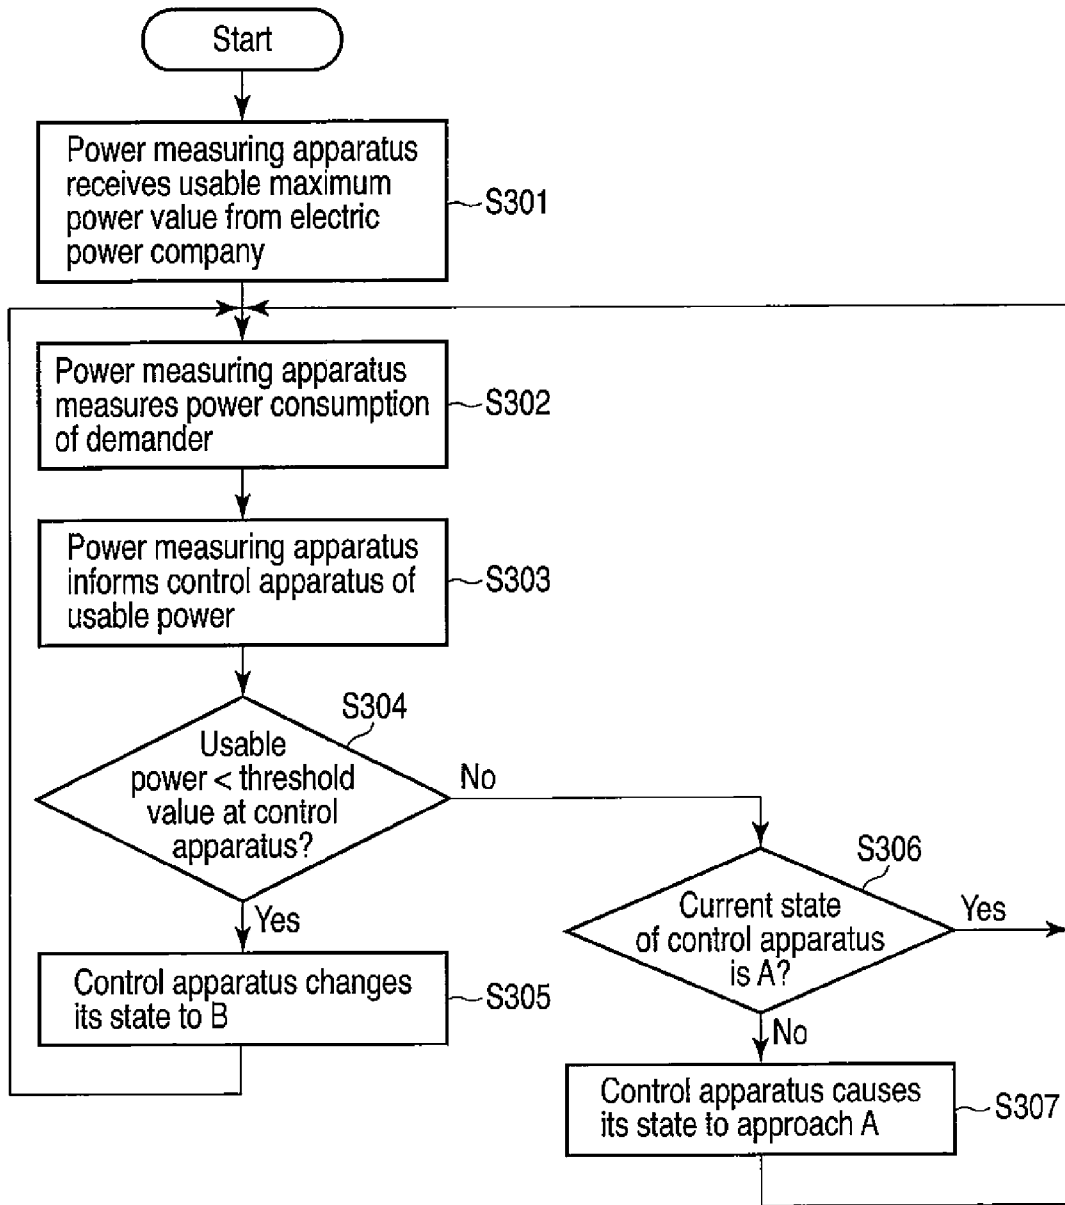 Start
Power measuring apparatus
receives usable maximum
power value from electric
power company
S301
Power measuring apparatus
measures power consumption
of demander
S302
Power measuring apparatus
informs control apparatus of
usable power
S303
S304
Usable
power < threshold
value at control
apparatus?
No
Yes
Control apparatus changes
its state to B
S305
S306
Current state
of control apparatus
is A?
Yes
No
Control apparatus causes
its state to approach A
S307